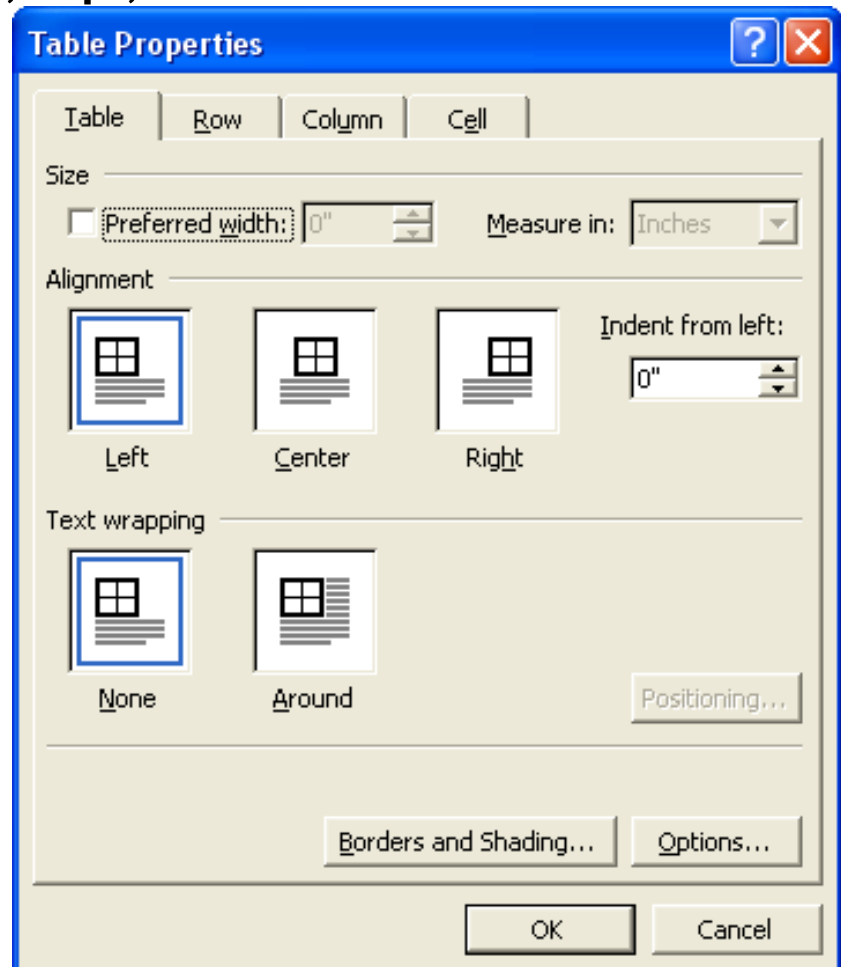 Table Properties
Table Row Column Cell
Size
Preferred width: 0" Measure in: Inches
Alignment
Indent from left:
0"
Left Center Right
Text wrapping
None Around Positioning...
Borders and Shading... Options...
OK Cancel